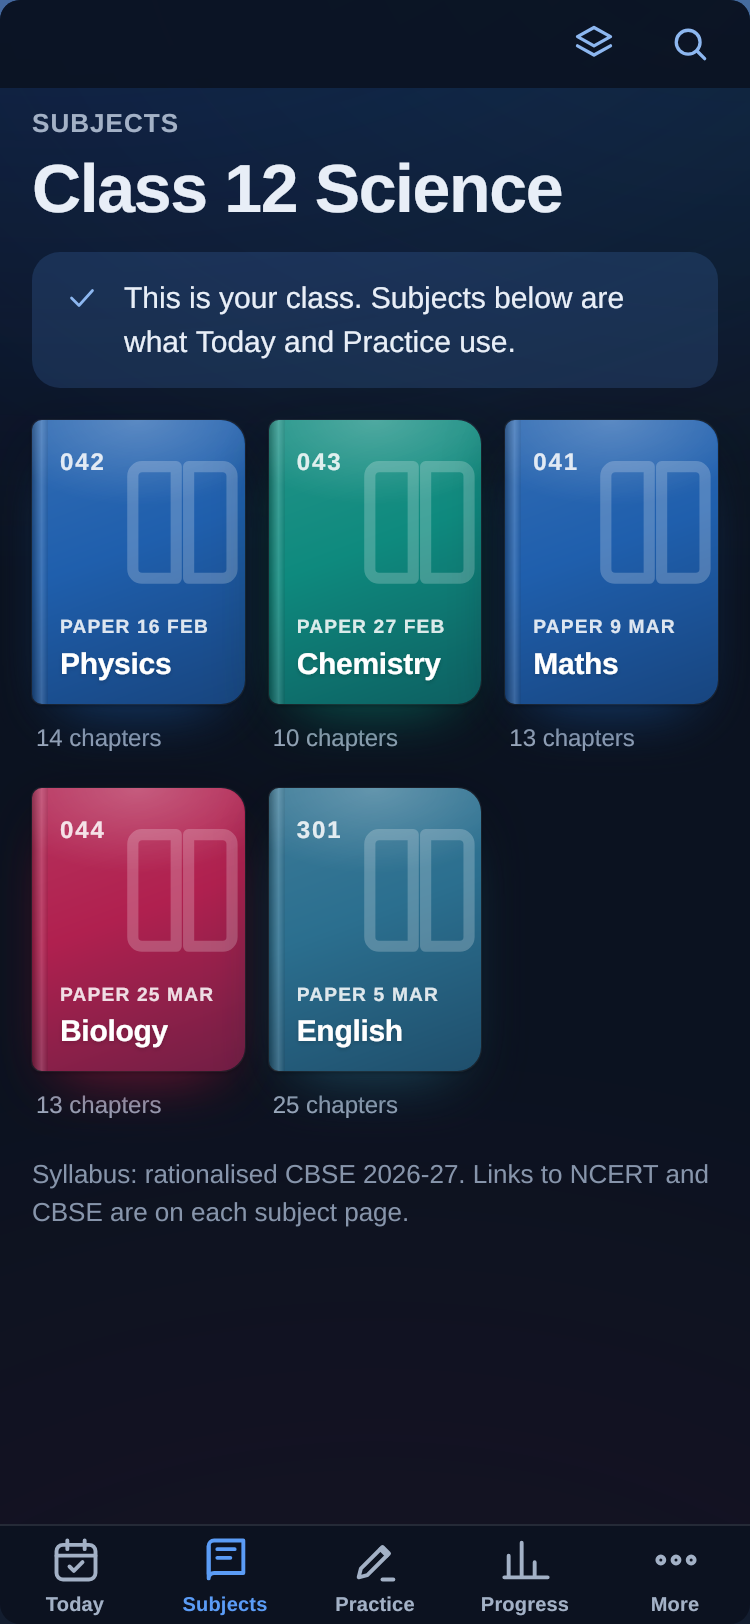 SUBJECTS
Class 12 Science
This is your class. Subjects below are
what Today and Practice use.
042
PAPER 16 FEB
Physics
14 chapters
043
PAPER 27 FEB
Chemistry
10 chapters
041
PAPER 9 MAR
Maths
13 chapters
044
PAPER 25 MAR
Biology
13 chapters
301
PAPER 5 MAR
English
25 chapters
Syllabus: rationalised CBSE 2026-27. Links to NCERT and
CBSE are on each subject page.
Today
Subjects
Practice
Progress
More